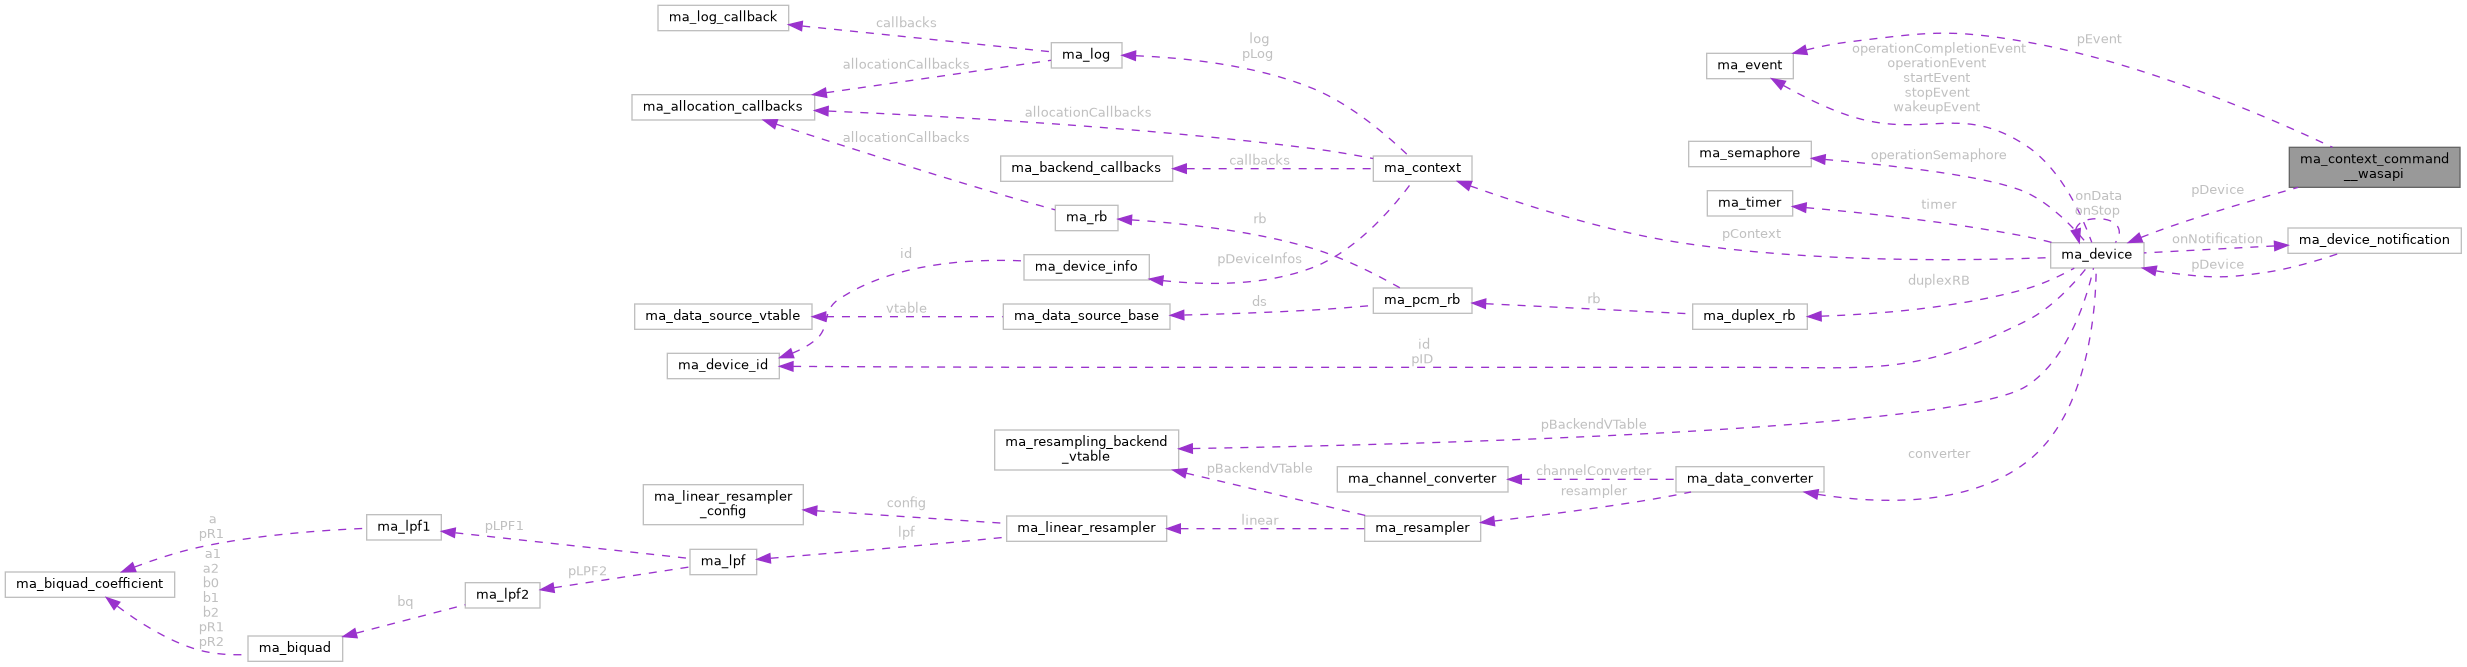 ma_log_callback
callbacks
log
pLog
ma_log
allocationCallbacks
ma_allocation_callbacks
allocationCallbacks
allocationCallbacks
ma_backend_callbacks
callbacks
ma_context
ma_rb
rb
pDeviceInfos
id
ma_device_info
ma_data_source_vtable
vtable
ma_data_source_base
ds
ma_pcm_rb
rb
ma_duplex_rb
duplexRB
ma_device_id
id
pID
pContext
ma_event
operationCompletionEvent
operationEvent
startEvent
stopEvent
wakeupEvent
pEvent
ma_semaphore
operationSemaphore
ma_timer
timer
onData
onStop
ma_device
pDevice
ma_context_command
__wasapi
onNotification
pDevice
ma_device_notification
ma_resampling_backend
_vtable
pBackendVTable
pBackendVTable
converter
ma_channel_converter
channelConverter
ma_data_converter
resampler
ma_resampler
linear
ma_linear_resampler
config
ma_linear_resampler
_config
lpf
ma_lpf
pLPF1
ma_lpf1
pLPF2
ma_lpf2
bq
ma_biquad
a
pR1
a1
a2
b0
b1
b2
pR1
pR2
ma_biquad_coefficient